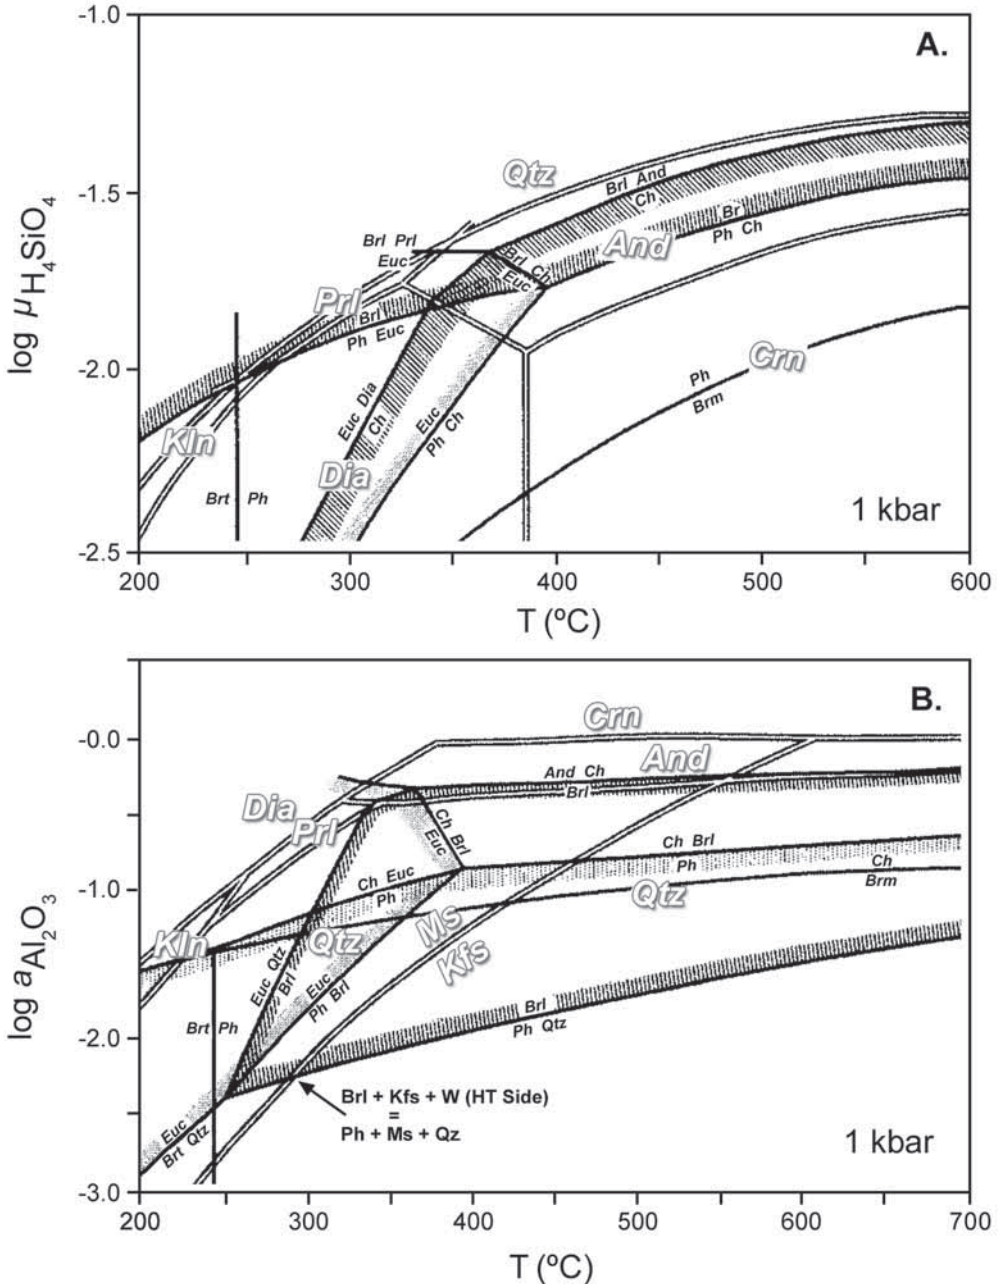 A.
-1.0
-1.5
-2.0
-2.5
log μH4SiO4
Qtz
Brl And
Ch
Br
Ph Ch
And
Brl Prl
Euc
Brl Ch
Euc
Prl
Brl
Ph Euc
Kln
Euc Dia
Ch
Euc
Ph Ch
Dia
Brt Ph
Ph
Brm
Crn
1 kbar
200 300 400 500 600
T (ºC)
B.
-0.0
-1.0
-2.0
-3.0
log aAl2O3
Crn
And Ch
Brl
And
Dia
Prl
Ch Brl
Euc
Ch Brl
Ph
Ch
Brm
Ch Euc
Ph
Qtz
Kln
Qtz
Ms
Kfs
Euc Qtz
Brl
Euc
Ph Brl
Brt Ph
Brl
Ph Qtz
Euc
Brt Qtz
Brl + Kfs + W (HT Side)
=
Ph + Ms + Qz
1 kbar
200 300 400 500 600 700
T (ºC)